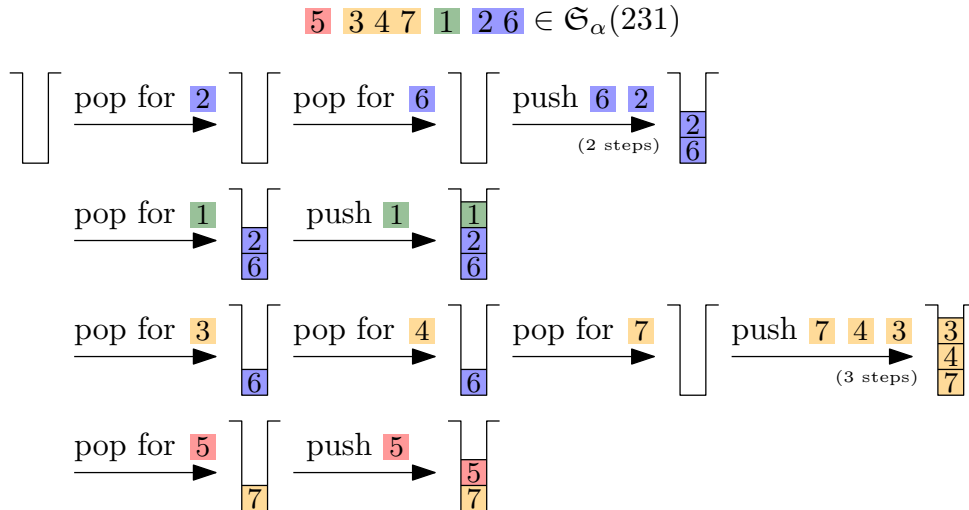 5 3 4 7 1 2 6 ∈ 𝔖α(231)
pop for 2 pop for 6 push 6 2
(2 steps)
2
6
pop for 1 push 1
2
6
1
2
6
pop for 3 pop for 4 pop for 7 push 7 4 3
(3 steps)
6
6
3
4
7
pop for 5 push 5
7
5
7